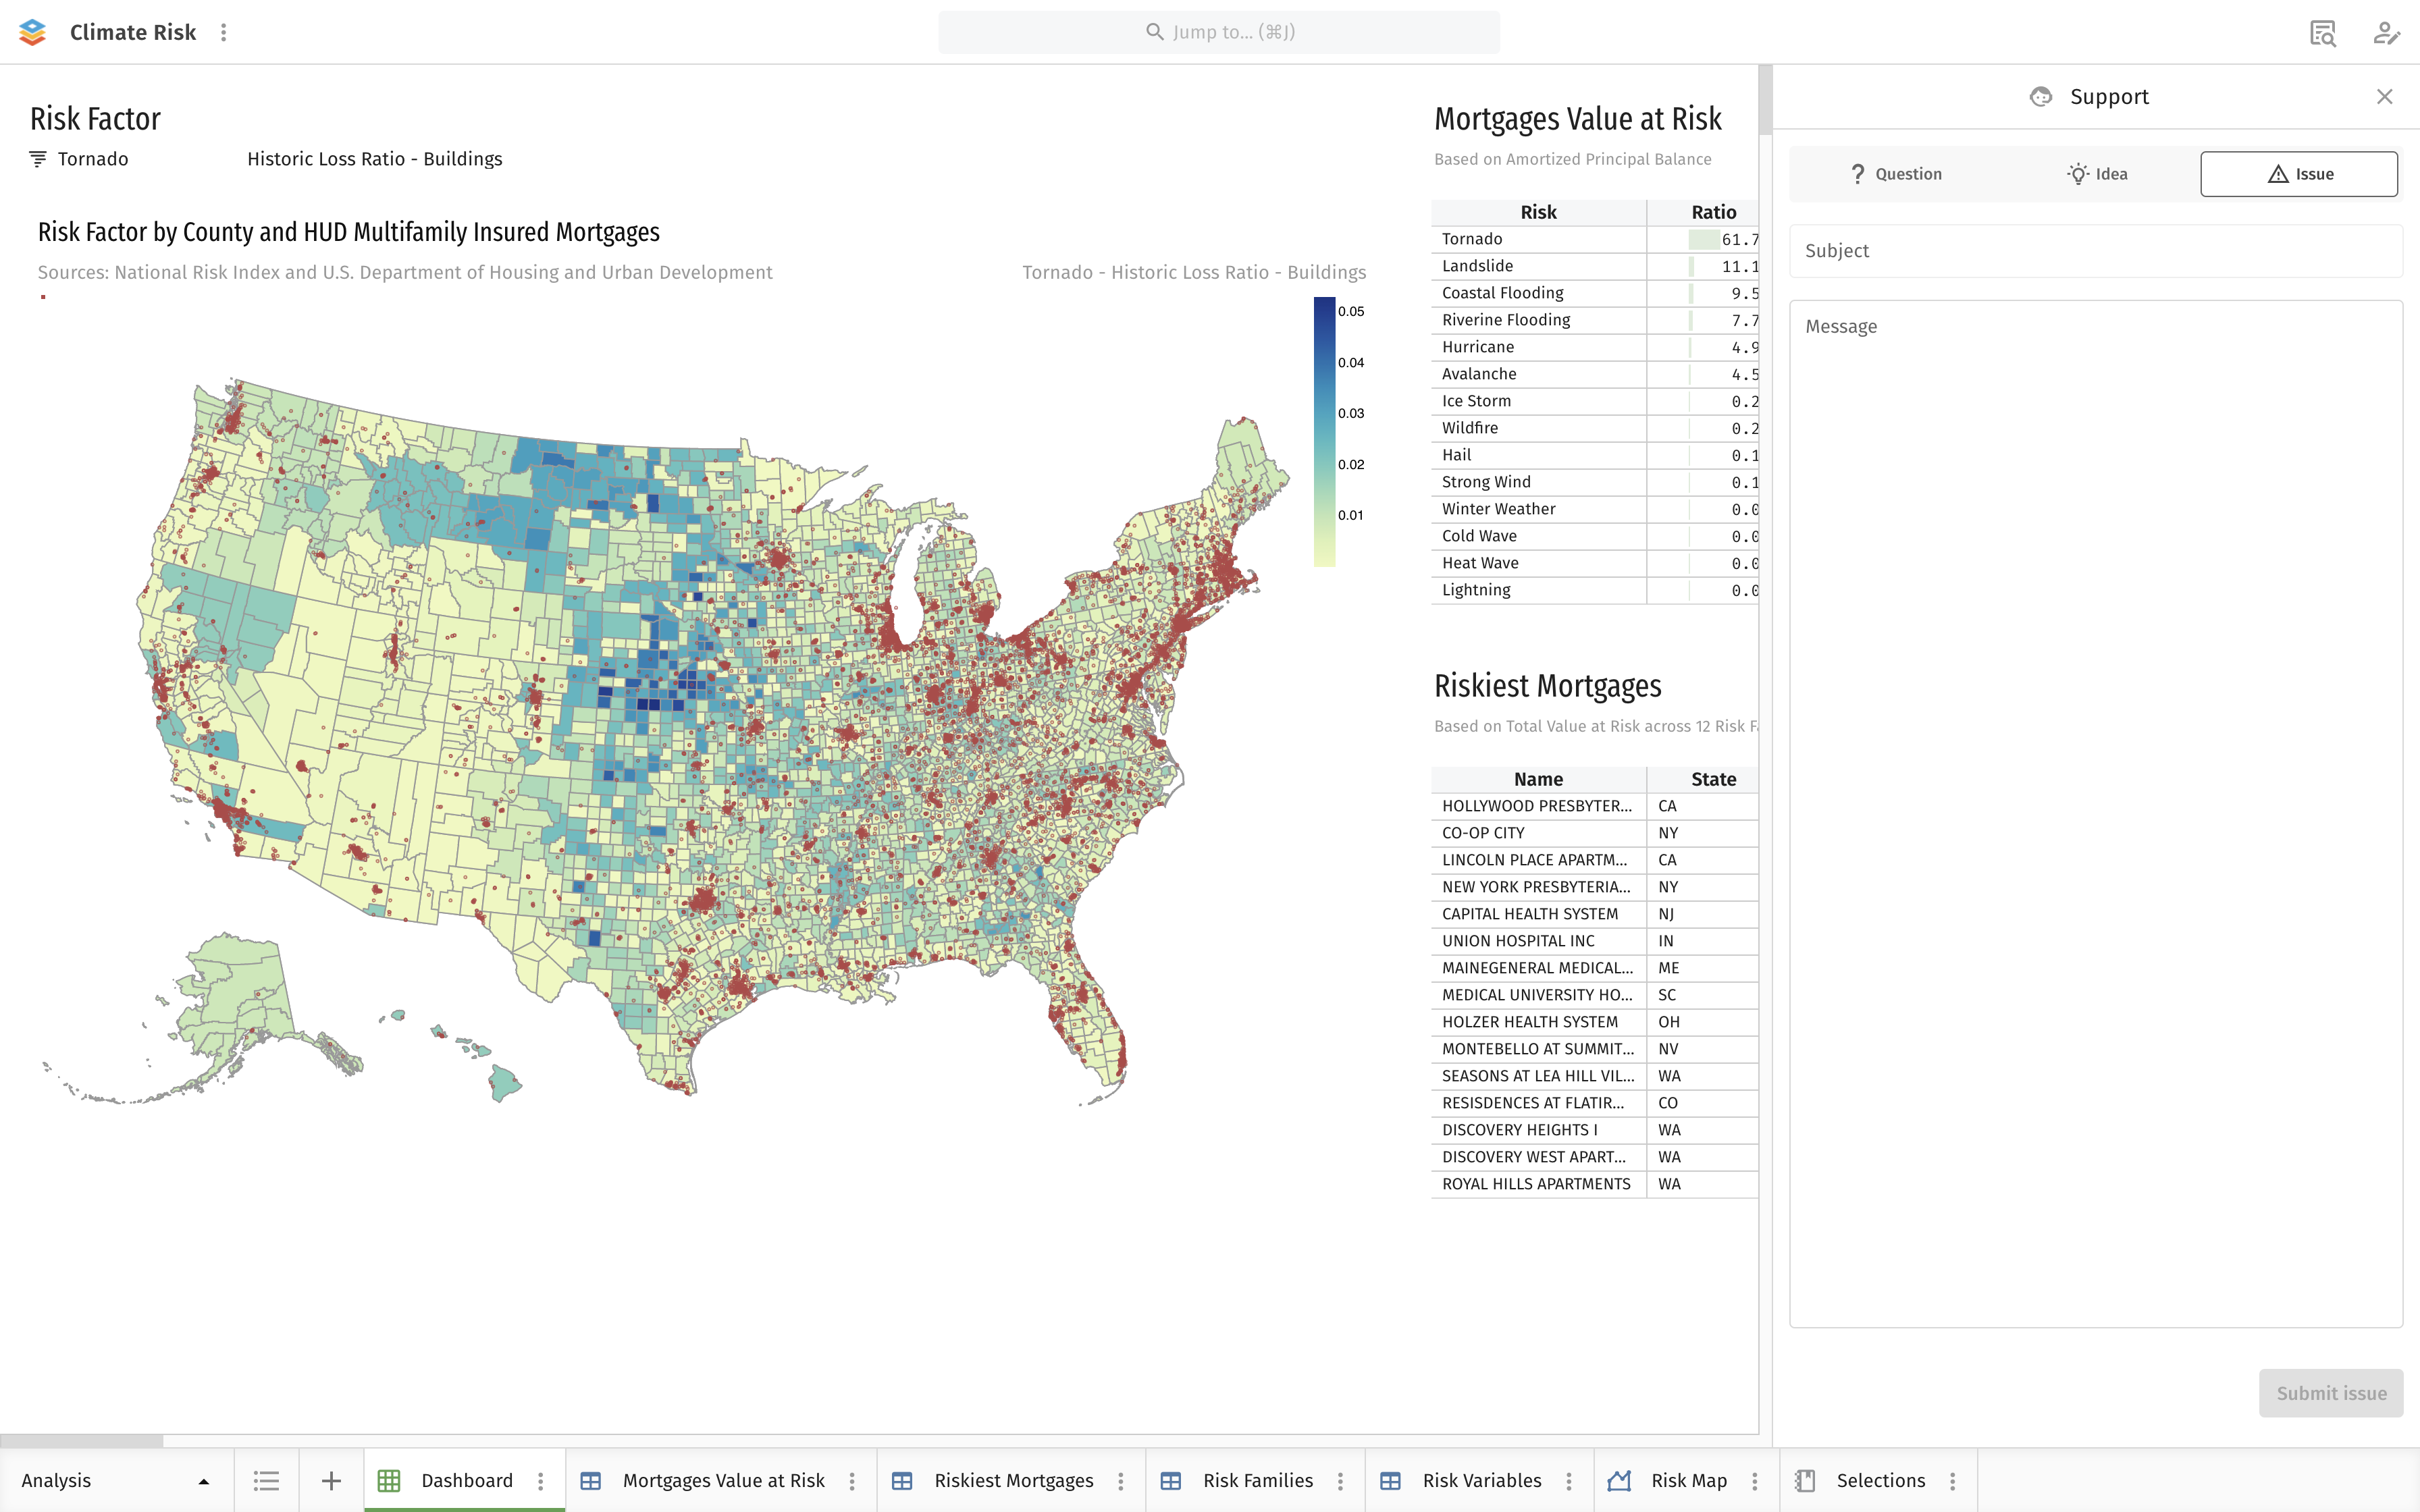 Climate Risk
Jump to... (⌘J)
Risk Factor
Tornado
Historic Loss Ratio - Buildings
Risk Factor by County and HUD Multifamily Insured Mortgages
Sources: National Risk Index and U.S. Department of Housing and Urban Development
Tornado - Historic Loss Ratio - Buildings
0.05
0.04
0.03
0.02
0.01
Mortgages Value at Risk
Based on Amortized Principal Balance
Risk Ratio
Tornado 61.7
Landslide 11.1
Coastal Flooding 9.5
Riverine Flooding 7.7
Hurricane 4.9
Avalanche 4.5
Ice Storm 0.2
Wildfire 0.2
Hail 0.1
Strong Wind 0.1
Winter Weather 0.0
Cold Wave 0.0
Heat Wave 0.0
Lightning 0.0
Riskiest Mortgages
Based on Total Value at Risk across 12 Risk
Name State
HOLLYWOOD PRESBYTER... CA
CO-OP CITY NY
LINCOLN PLACE APARTM... CA
NEW YORK PRESBYTERIA... NY
CAPITAL HEALTH SYSTEM NJ
UNION HOSPITAL INC IN
MAINEGENERAL MEDICAL... ME
MEDICAL UNIVERSITY HO... SC
HOLZER HEALTH SYSTEM OH
MONTEBELLO AT SUMMIT... NV
SEASONS AT LEA HILL VIL... WA
RESISDENCES AT FLATIR... CO
DISCOVERY HEIGHTS I WA
DISCOVERY WEST APART... WA
ROYAL HILLS APARTMENTS WA
Support
? Question
Idea
Issue
Subject
Message
Submit issue
Analysis
Dashboard
Mortgages Value at Risk
Riskiest Mortgages
Risk Families
Risk Variables
Risk Map
Selections